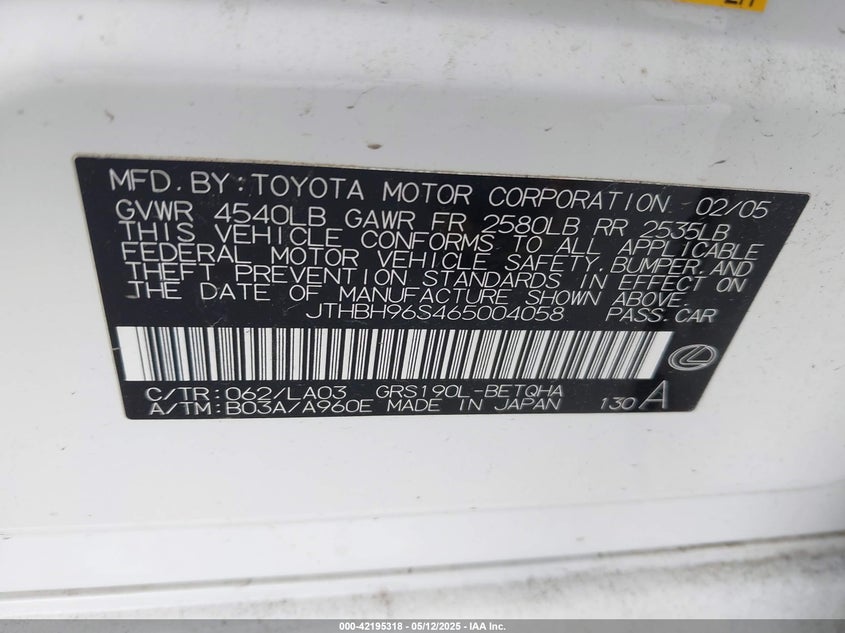 MFD. BY: TOYOTA MOTOR CORPORATION 02/05
GVWR 4540LB GAWR FR 2580LB RR 2535LB
THIS VEHICLE CONFORMS TO ALL APPLICABLE
FEDERAL MOTOR VEHICLE SAFETY, BUMPER, AND
THEFT PREVENTION STANDARDS IN EFFECT ON
THE DATE OF MANUFACTURE SHOWN ABOVE.
JTHBH96S465004058 PASS. CAR
C/TR: 062/LA03 GRS190L-BETQHA
A/TM: B03A/A960E MADE IN JAPAN 130 A
000-42195318 - 05/12/2025 - IAA Inc.